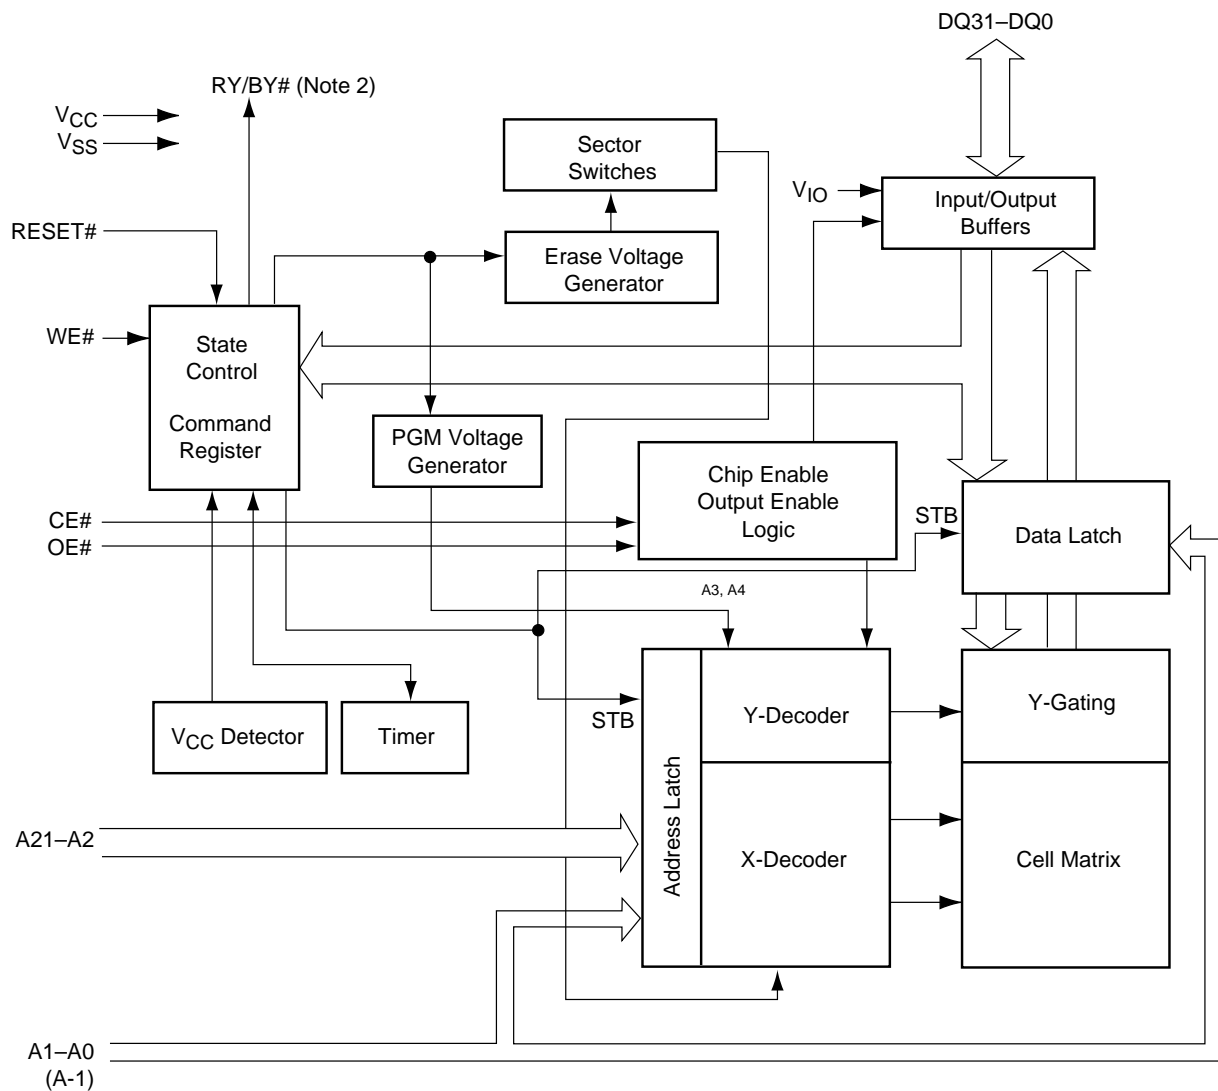 DQ31–DQ0
RY/BY# (Note 2)
VCC
VSS
Sector
Switches
VIO
Input/Output
Buffers
RESET#
Erase Voltage
Generator
WE#
State
Control
Command
Register
PGM Voltage
Generator
Chip Enable
Output Enable
Logic
CE#
OE#
STB
Data Latch
A3, A4
STB
Y-Decoder
Y-Gating
VCC Detector
Timer
Address Latch
A21–A2
X-Decoder
Cell Matrix
A1–A0
(A-1)